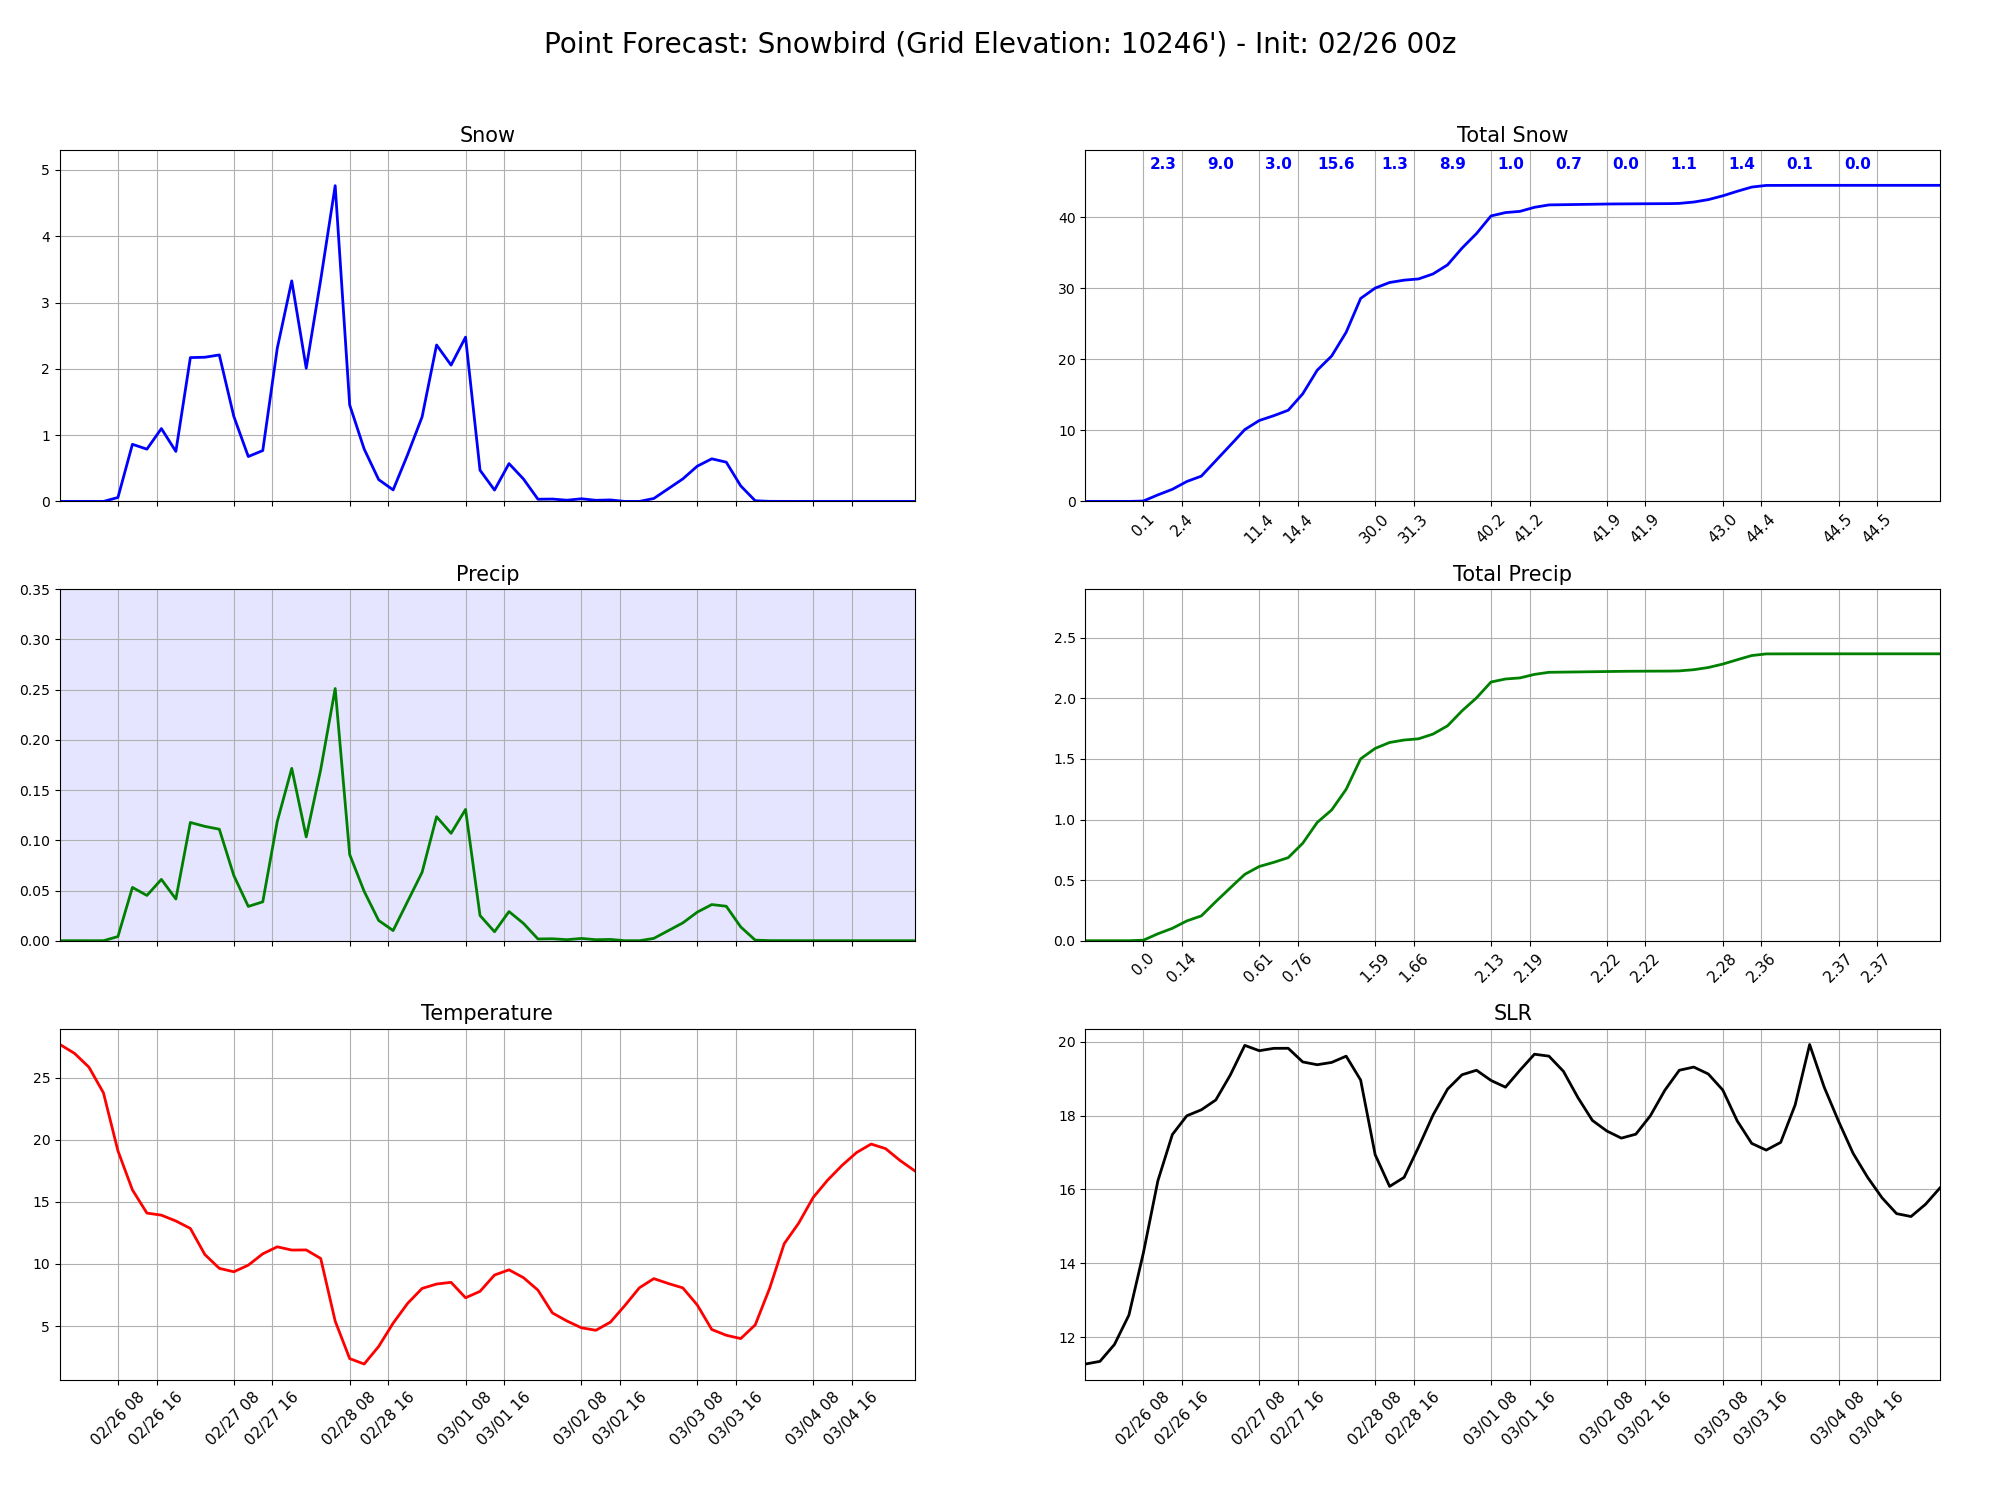 Point Forecast: Snowbird (Grid Elevation: 10246') - Init: 02/26 00z
Snow
5
4
3
2
1
0
Total Snow
2.3 9.0 3.0 15.6 1.3 8.9 1.0 0.7 0.0 1.1 1.4 0.1 0.0
40
30
20
10
0
0.1 2.4 11.4 14.4 30.0 31.3 40.2 41.2 41.9 41.9 43.0 44.4 44.5 44.5
Precip
0.35
0.30
0.25
0.20
0.15
0.10
0.05
0.00
Total Precip
2.5
2.0
1.5
1.0
0.5
0.0
0.0 0.14 0.61 0.76 1.59 1.66 2.13 2.19 2.22 2.22 2.28 2.36 2.37 2.37
Temperature
25
20
15
10
5
02/26 08 02/26 16 02/27 08 02/27 16 02/28 08 02/28 16 03/01 08 03/01 16 03/02 08 03/02 16 03/03 08 03/03 16 03/04 08 03/04 16
SLR
20
18
16
14
12
02/26 08 02/26 16 02/27 08 02/27 16 02/28 08 02/28 16 03/01 08 03/01 16 03/02 08 03/02 16 03/03 08 03/03 16 03/04 08 03/04 16